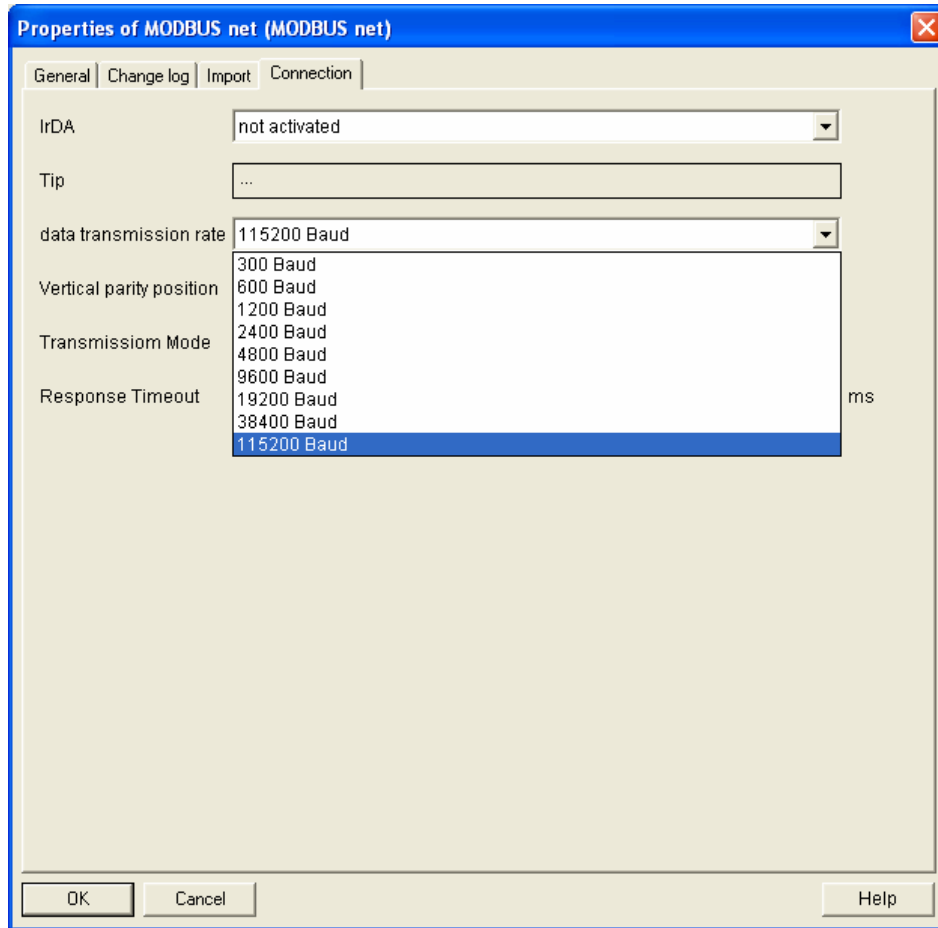 Properties of MODBUS net (MODBUS net)
General Change log Import Connection
IrDA not activated
Tip ...
data transmission rate 115200 Baud
300 Baud
Vertical parity position 600 Baud
1200 Baud
2400 Baud
Transmissiom Mode
4800 Baud
9600 Baud
Response Timeout 19200 Baud ms
38400 Baud
115200 Baud
OK Cancel Help